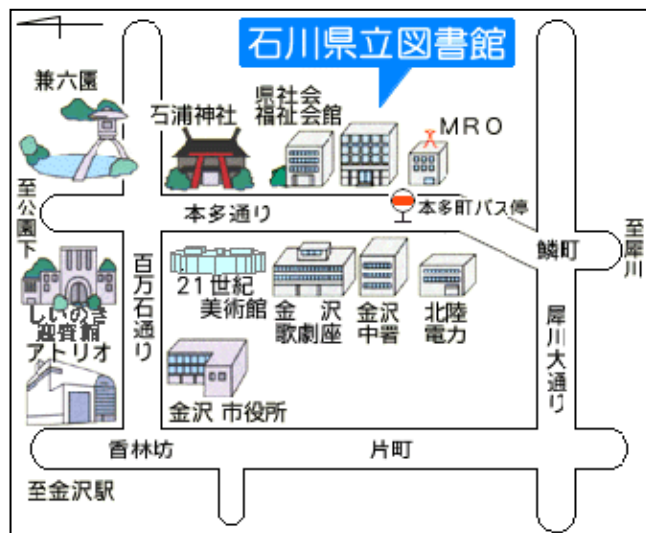 石川県立図書館
兼六園
石浦神社
県社会
福祉会館
MRO
至公園下
本多通り
本多町バス停
鱗町
至犀川
百万石通り
21世紀
美術館
金沢
歌劇座
金沢
中署
北陸
電力
しいのき
迎賓館
アトリオ
犀川大通り
金沢市役所
香林坊
片町
至金沢駅